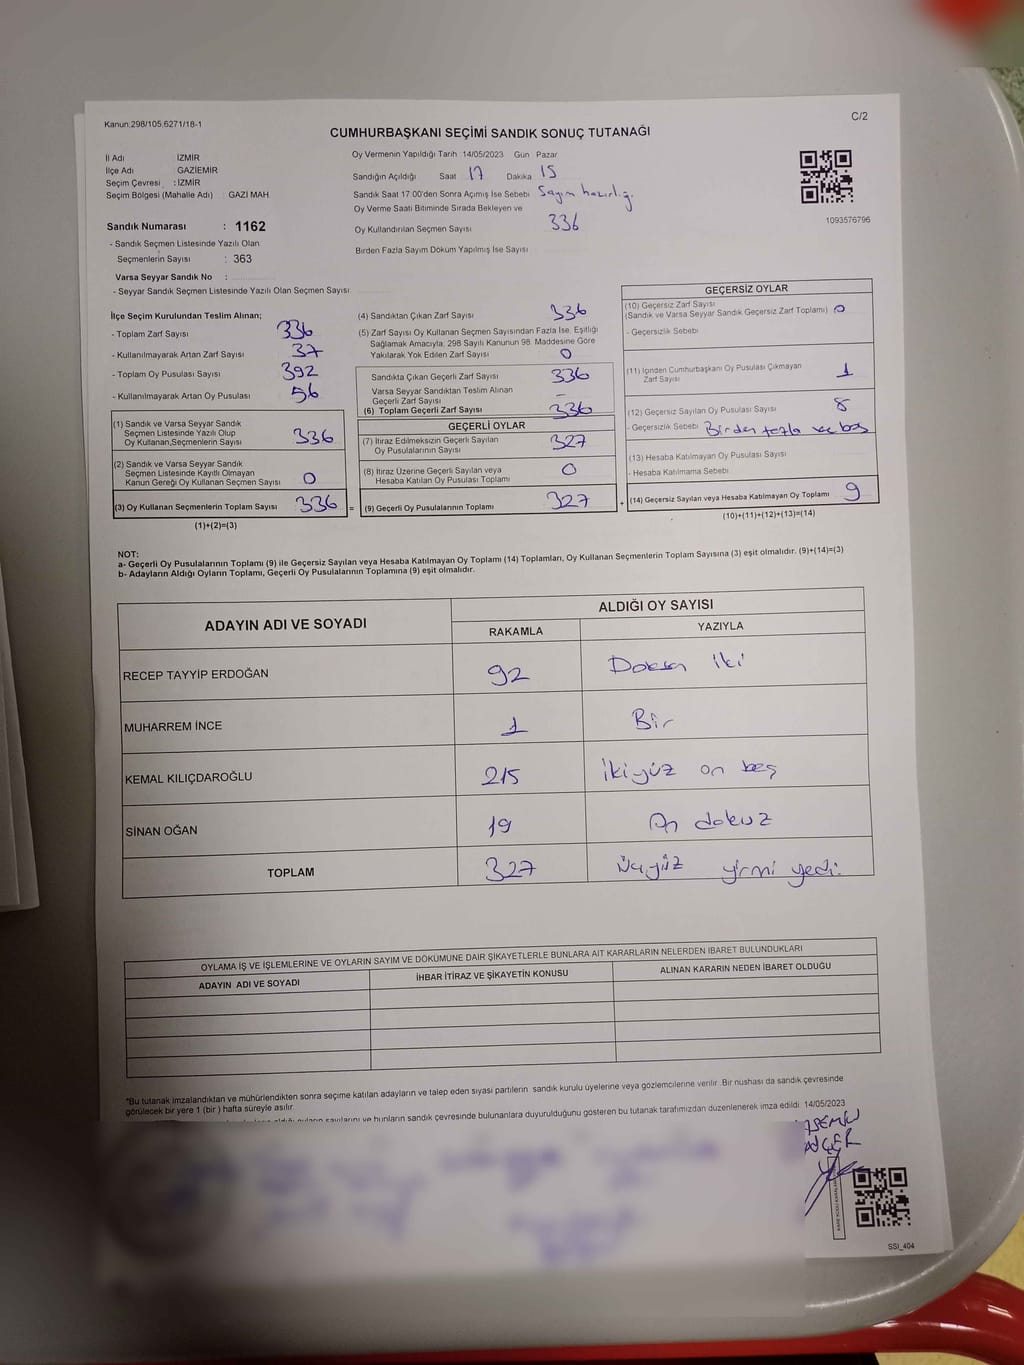 Kanun:298/105,6271/18-1
C/2
CUMHURBAŞKANI SEÇİMİ SANDIK SONUÇ TUTANAĞI
İl Adı : İZMİR
İlçe Adı : GAZİEMİR
Seçim Çevresi : İZMİR
Seçim Bölgesi (Mahalle Adı) : GAZİ MAH
Sandık Numarası : 1162
- Sandık Seçmen Listesinde Yazılı Olan
Seçmenlerin Sayısı : 363
Varsa Seyyar Sandık No :
- Seyyar Sandık Seçmen Listesinde Yazılı Olan Seçmen Sayısı
Oy Vermenin Yapıldığı Tarih 14/05/2023 Gün Pazar
Sandığın Açıldığı Saat 17 Dakika 15
Sandık Saat 17:00'den Sonra Açımış İse Sebebi Sayım hazırlığı
Oy Verme Saati Bitiminde Sırada Bekleyen ve
Oy Kullandırılan Seçmen Sayısı 336
Birden Fazla Sayım Döküm Yapılmış İse Sayısı
1093576796
İlçe Seçim Kurulundan Teslim Alınan;
- Toplam Zarf Sayısı 336
- Kullanılmayarak Artan Zarf Sayısı 37
- Toplam Oy Pusulası Sayısı 392
- Kullanılmayarak Artan Oy Pusulası 56
(1) Sandık ve Varsa Seyyar Sandık
Seçmen Listesinde Yazılı Olup
Oy Kullanan,Seçmenlerin Sayısı 336
(2) Sandık ve Varsa Seyyar Sandık
Seçmen Listesinde Kayıtlı Olmayan
Kanun Gereği Oy Kullanan Seçmen Sayısı 0
(3) Oy Kullanan Seçmenlerin Toplam Sayısı 336 =
(1)+(2)=(3)
(4) Sandıktan Çıkan Zarf Sayısı 336
(5) Zarf Sayısı Oy Kullanan Seçmen Sayısından Fazla İse, Eşitliği
Sağlamak Amacıyla, 298 Sayılı Kanunun 98. Maddesine Göre
Yakılarak Yok Edilen Zarf Sayısı 0
Sandıkta Çıkan Geçerli Zarf Sayısı 336
Varsa Seyyar Sandıktan Teslim Alınan
Geçerli Zarf Sayısı -
(6) Toplam Geçerli Zarf Sayısı 336
GEÇERLİ OYLAR
(7) İtiraz Edilmeksizin Geçerli Sayılan
Oy Pusulalarının Sayısı 327
(8) İtiraz Üzerine Geçerli Sayılan veya
Hesaba Katılan Oy Pusulası Toplamı 0
(9) Geçerli Oy Pusulalarının Toplamı 327 +
GEÇERSİZ OYLAR
(10) Geçersiz Zarf Sayısı
(Sandık ve Varsa Seyyar Sandık Geçersiz Zarf Toplamı) 0
- Geçersizlik Sebebi
(11) İçinden Cumhurbaşkanı Oy Pusulası Çıkmayan
Zarf Sayısı 1
(12) Geçersiz Sayılan Oy Pusulası Sayısı 8
- Geçersizlik Sebebi Birden fazla ve boş
(13) Hesaba Katılmayan Oy Pusulası Sayısı
- Hesaba Katılmama Sebebi
(14) Geçersiz Sayılan veya Hesaba Katılmayan Oy Toplamı 9
(10)+(11)+(12)+(13)=(14)
NOT:
a- Geçerli Oy Pusulalarının Toplamı (9) ile Geçersiz Sayılan veya Hesaba Katılmayan Oy Toplamı (14) Toplamları, Oy Kullanan Seçmenlerin Toplam Sayısına (3) eşit olmalıdır. (9)+(14)=(3)
b- Adayların Aldığı Oyların Toplamı, Geçerli Oy Pusulalarının Toplamına (9) eşit olmalıdır.
ADAYIN ADI VE SOYADI
ALDIĞI OY SAYISI
RAKAMLA YAZIYLA
RECEP TAYYİP ERDOĞAN 92 Doksan iki
MUHARREM İNCE 1 Bir
KEMAL KILIÇDAROĞLU 215 ikiyüz on beş
SİNAN OĞAN 19 On dokuz
TOPLAM 327 Üçyüz yirmi yedi.
OYLAMA İŞ VE İŞLEMLERİNE VE OYLARIN SAYIM VE DÖKÜMÜNE DAİR ŞİKAYETLERLE BUNLARA AİT KARARLARIN NELERDEN İBARET BULUNDUKLARI
ADAYIN ADI VE SOYADI İHBAR İTİRAZ VE ŞİKAYETİN KONUSU ALINAN KARARIN NEDEN İBARET OLDUĞU
*Bu tutanak imzalandıktan ve mühürlendikten sonra seçime katılan adayların ve talep eden siyasi partilerin sandık kurulu üyelerine veya gözlemcilerine verilir. Bir nushası da sandık çevresinde
görülecek bir yere 1 (bir) hafta süreyle asılır.
sayılarını ve bunların sandık çevresinde bulunanlara duyurulduğunu gösteren bu tutanak tarafımızdan düzenlenerek imza edildi. 14/05/2023
SSİ_404